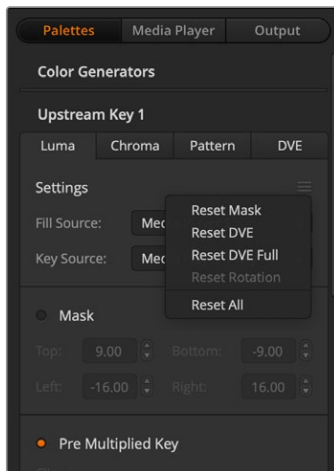 Palettes Media Player Output
Color Generators
Upstream Key 1
Luma Chroma Pattern DVE
Settings
Fill Source: Med
Key Source: Med
Reset Mask
Reset DVE
Reset DVE Full
Reset Rotation
Reset All
Mask
Top: 9.00 Bottom: -9.00
Left: -16.00 Right: 16.00
Pre Multiplied Key